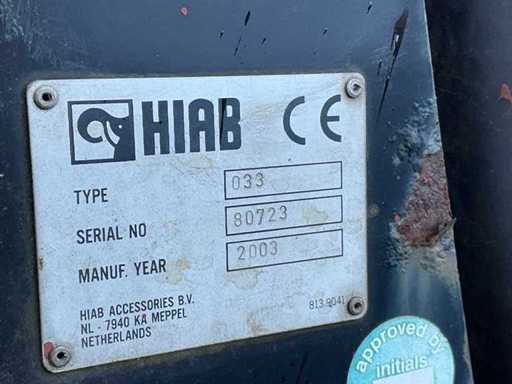 HIAB CE
TYPE 033
SERIAL NO 80723
MANUF. YEAR 2003
HIAB ACCESSORIES B.V.
NL - 7940 KA MEPPEL
NETHERLANDS
813 9041
approved by
initials